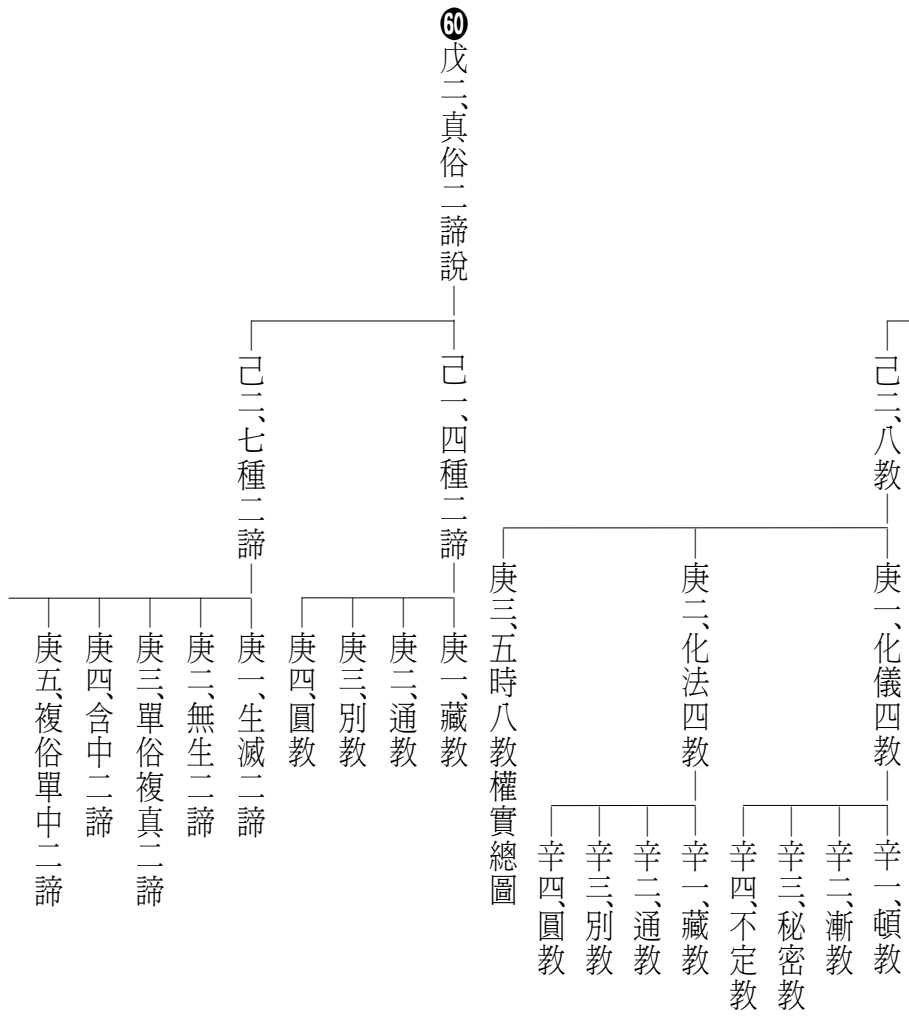 己二、八教
庚一、化儀四教
辛一、頓教
辛二、漸教
辛三、秘密教
辛四、不定教
庚二、化法四教
辛一、藏教
辛二、通教
辛三、別教
辛四、圓教
庚三、五時八教權實總圖
60戊二、真俗二諦說
己一、四種二諦
庚一、藏教
庚二、通教
庚三、別教
庚四、圓教
己二、七種二諦
庚一、生滅二諦
庚二、無生二諦
庚三、單俗複真二諦
庚四、含中二諦
庚五、複俗單中二諦